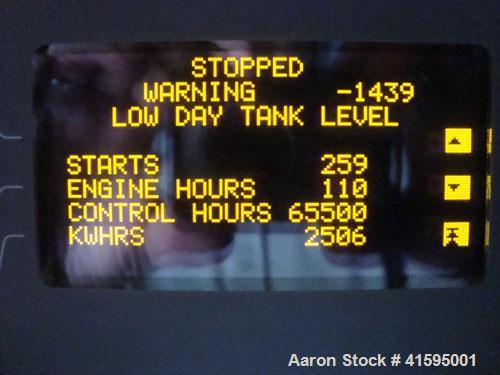 STOPPED
WARNING -1439
LOW DAY TANK LEVEL
STARTS 259
ENGINE HOURS 110
CONTROL HOURS 65500
KWHRS 2506
Aaron Stock # 41595001